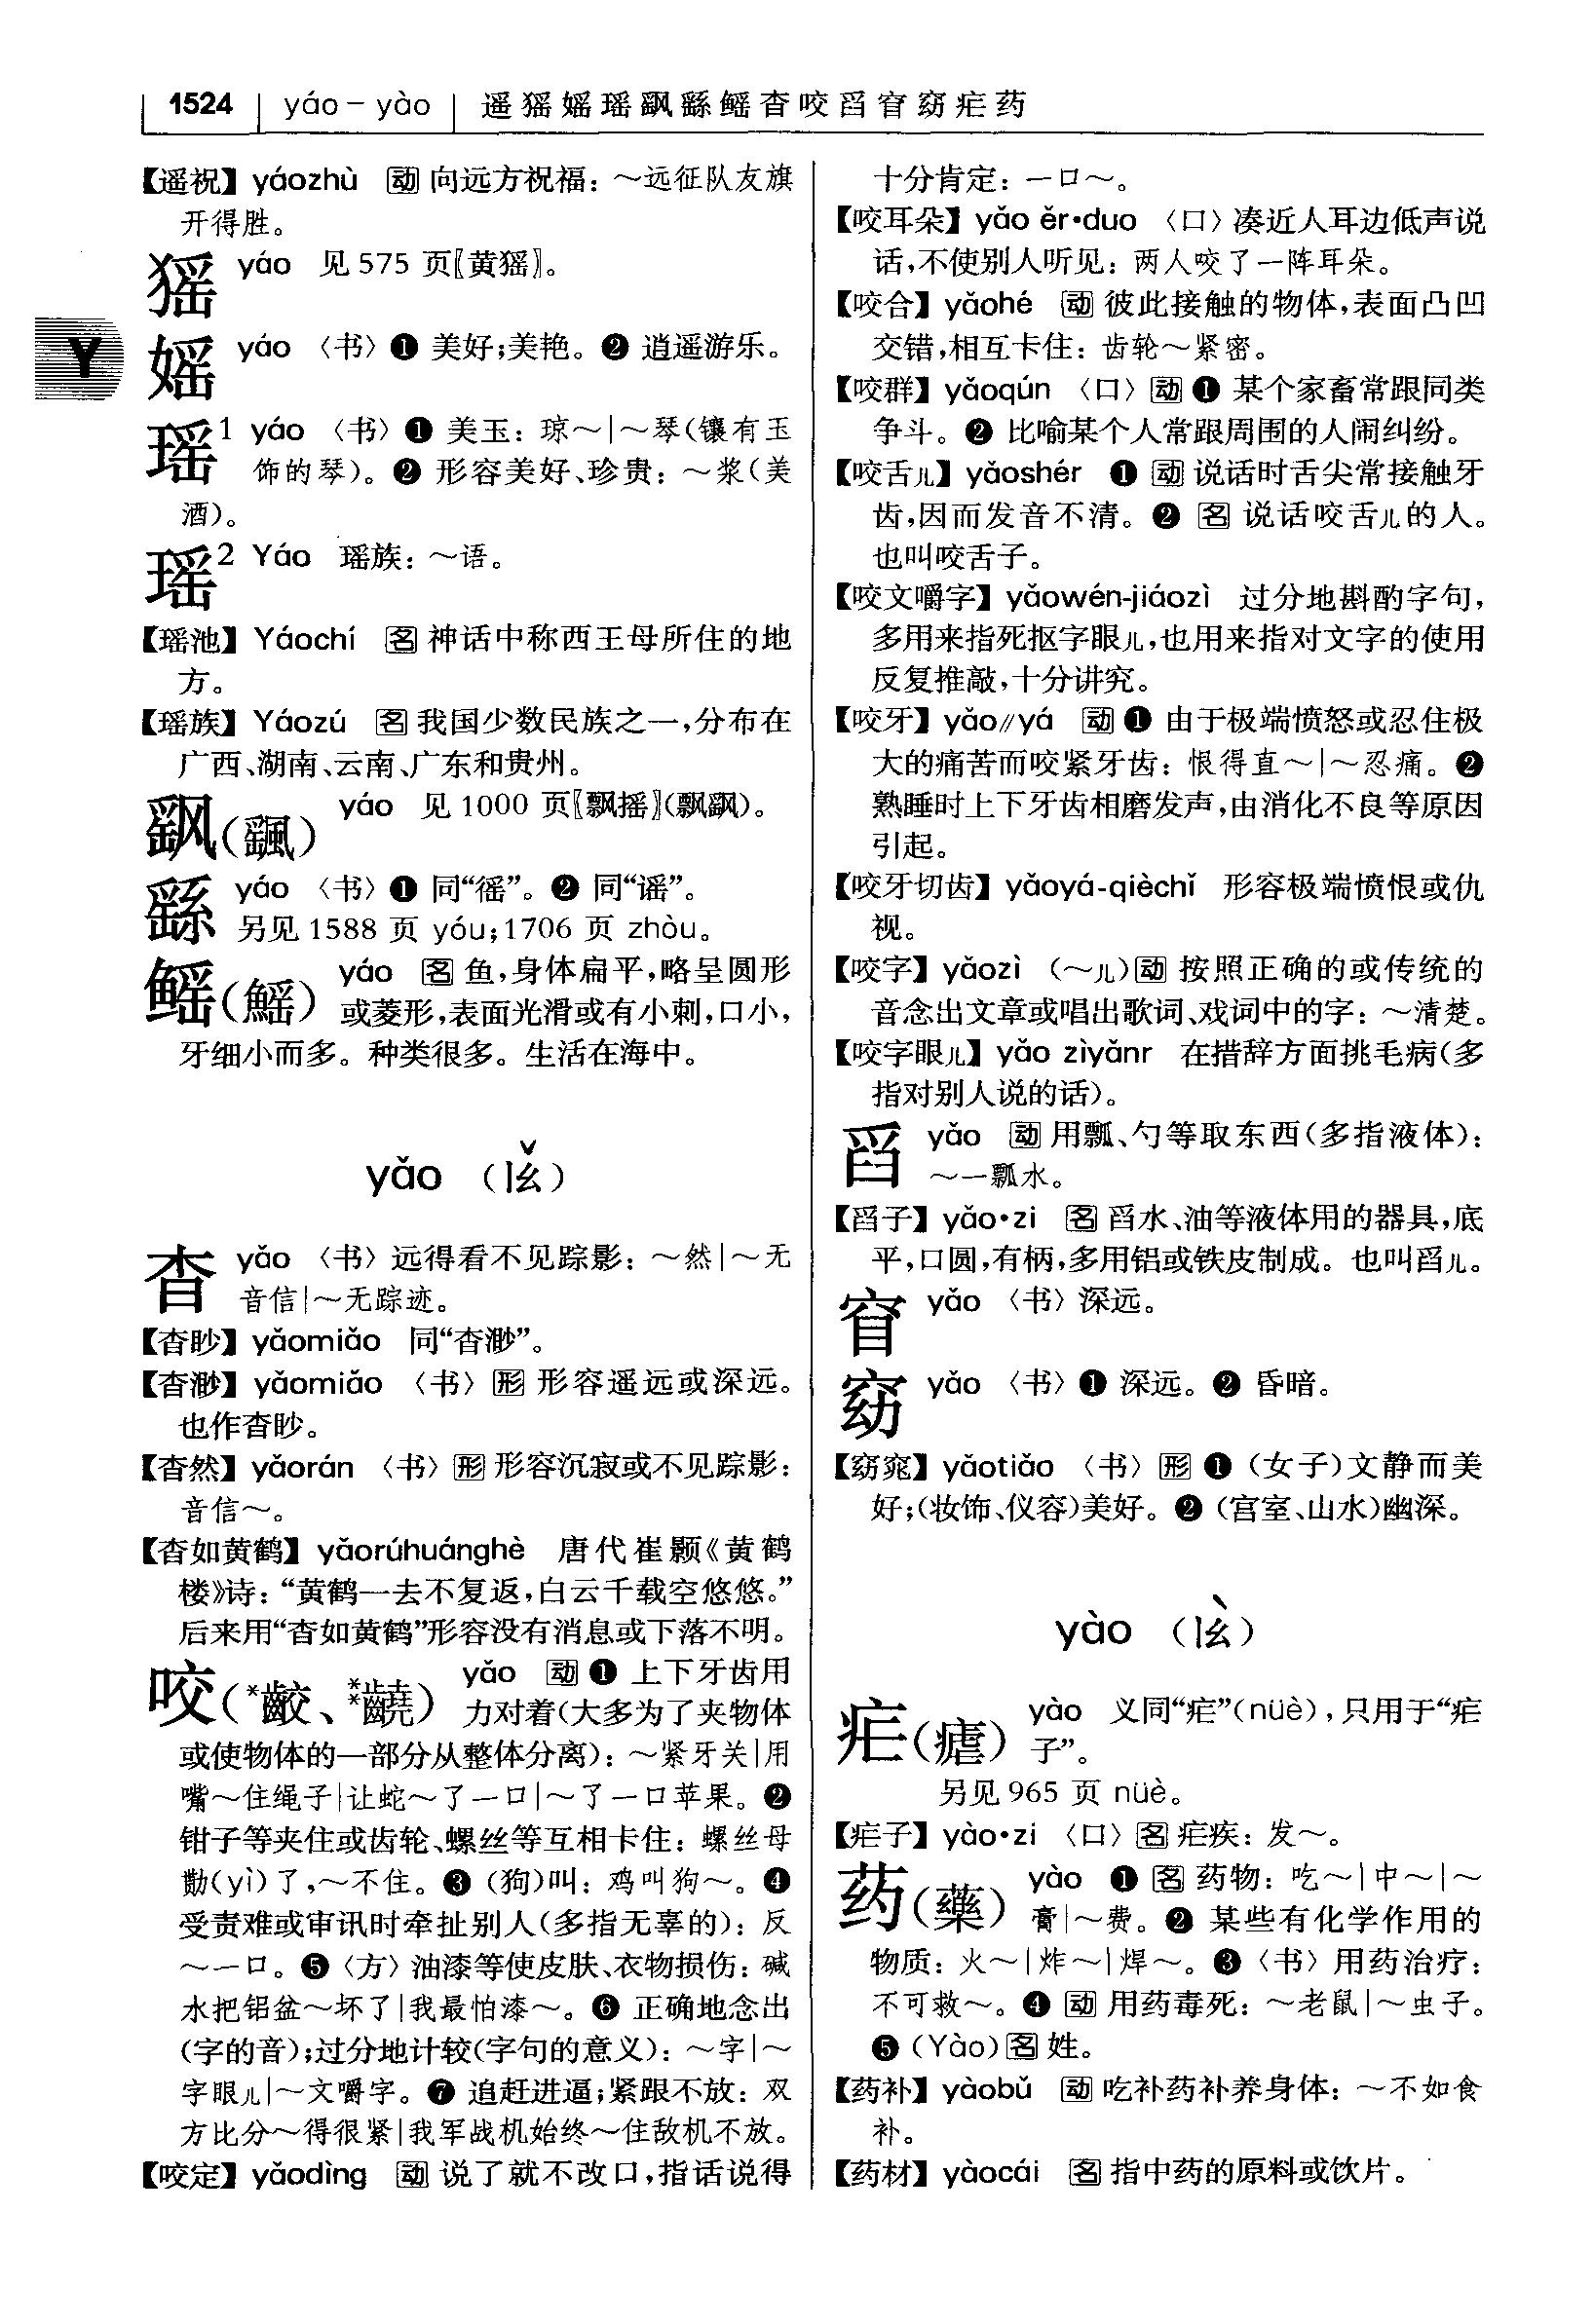 1524 yáo－yào 遥猺媱瑶飖繇鳐杳咬舀窅窈疟药
【遥祝】yáozhù 动 向远方祝福：～远征队友旗
开得胜。
猺 yáo 见575 页〖黄猺〗。
媱 yáo 〈书〉❶ 美好；美艳。❷ 逍遥游乐。
瑶1 yáo 〈书〉❶ 美玉：琼～|～琴（镶有玉
饰的琴）。❷ 形容美好、珍贵：～浆（美
酒）。
瑶2 Yáo 瑶族：～语。
【瑶池】Yáochí 名 神话中称西王母所住的地
方。
【瑶族】Yáozú 名 我国少数民族之一，分布在
广西、湖南、云南、广东和贵州。
飖（颻） yáo 见1000 页〖飘摇〗（飘飖）。
繇 yáo 〈书〉❶ 同“徭”。❷ 同“谣”。
另见1588 页 yóu；1706 页 zhòu。
鳐（鰩） yáo 名 鱼，身体扁平，略呈圆形
或菱形，表面光滑或有小刺，口小，
牙细小而多。种类很多。生活在海中。
yǎo （ㄧㄠˇ）
杳 yǎo 〈书〉远得看不见踪影：～然|～无
音信|～无踪迹。
【杳眇】yǎomiǎo 同“杳渺”。
【杳渺】yǎomiǎo 〈书〉形 形容遥远或深远。
也作杳眇。
【杳然】yǎorán 〈书〉形 形容沉寂或不见踪影：
音信～。
【杳如黄鹤】yǎorúhuánghè 唐代崔颢《黄鹤
楼》诗：“黄鹤一去不复返，白云千载空悠悠。”
后来用“杳如黄鹤”形容没有消息或下落不明。
咬（*齩、**齾） yǎo 动 ❶ 上下牙齿用
力对着（大多为了夹物体
或使物体的一部分从整体分离）：～紧牙关|用
嘴～住绳子|让蛇～了一口|～了一口苹果。❷
钳子等夹住或齿轮、螺丝等互相卡住：螺丝母
勩(yì)了，～不住。❸（狗）叫：鸡叫狗～。❹
受责难或审讯时牵扯别人（多指无辜的）：反
～一口。❺〈方〉油漆等使皮肤、衣物损伤：碱
水把铝盆～坏了|我最怕漆～。❻ 正确地念出
（字的音）；过分地计较（字句的意义）：～字|～
字眼儿|～文嚼字。❼ 追赶进逼；紧跟不放：双
方比分～得很紧|我军战机始终～住敌机不放。
【咬定】yǎodìng 动 说了就不改口，指话说得
十分肯定：一口～。
【咬耳朵】yǎo ěr•duo 〈口〉凑近人耳边低声说
话，不使别人听见：两人咬了一阵耳朵。
【咬合】yǎohé 动 彼此接触的物体，表面凸凹
交错，相互卡住：齿轮～紧密。
【咬群】yǎoqún 〈口〉动 ❶ 某个家畜常跟同类
争斗。❷ 比喻某个人常跟周围的人闹纠纷。
【咬舌儿】yǎoshér ❶ 动 说话时舌尖常接触牙
齿，因而发音不清。❷ 名 说话咬舌儿的人。
也叫咬舌子。
【咬文嚼字】yǎowén-jiáozì 过分地斟酌字句，
多用来指死抠字眼儿，也用来指对文字的使用
反复推敲，十分讲究。
【咬牙】yǎo∥yá 动 ❶ 由于极端愤怒或忍住极
大的痛苦而咬紧牙齿：恨得直～|～忍痛。❷
熟睡时上下牙齿相磨发声，由消化不良等原因
引起。
【咬牙切齿】yǎoyá-qièchǐ 形容极端愤恨或仇
视。
【咬字】yǎozì （～儿）动 按照正确的或传统的
音念出文章或唱出歌词、戏词中的字：～清楚。
【咬字眼儿】yǎo zìyǎnr 在措辞方面挑毛病（多
指对别人说的话）。
舀 yǎo 动 用瓢、勺等取东西（多指液体）：
～一瓢水。
【舀子】yǎo•zi 名 舀水、油等液体用的器具，底
平，口圆，有柄，多用铝或铁皮制成。也叫舀儿。
窅 yǎo 〈书〉深远。
窈 yǎo 〈书〉❶ 深远。❷ 昏暗。
【窈窕】yǎotiǎo 〈书〉形 ❶（女子）文静而美
好；（妆饰、仪容）美好。❷（宫室、山水）幽深。
yào （ㄧㄠˋ）
疟（瘧） yào 义同“疟”（nüè），只用于“疟
子”。
另见965 页 nüè。
【疟子】yào•zi 〈口〉名 疟疾：发～。
药（藥） yào ❶ 名 药物：吃～|中～|～
膏|～费。❷ 某些有化学作用的
物质：火～|炸～|焊～。❸〈书〉用药治疗：
不可救～。❹ 动 用药毒死：～老鼠|～虫子。
❺（Yào）名 姓。
【药补】yàobǔ 动 吃补药补养身体：～不如食
补。
【药材】yàocái 名 指中药的原料或饮片。
Y